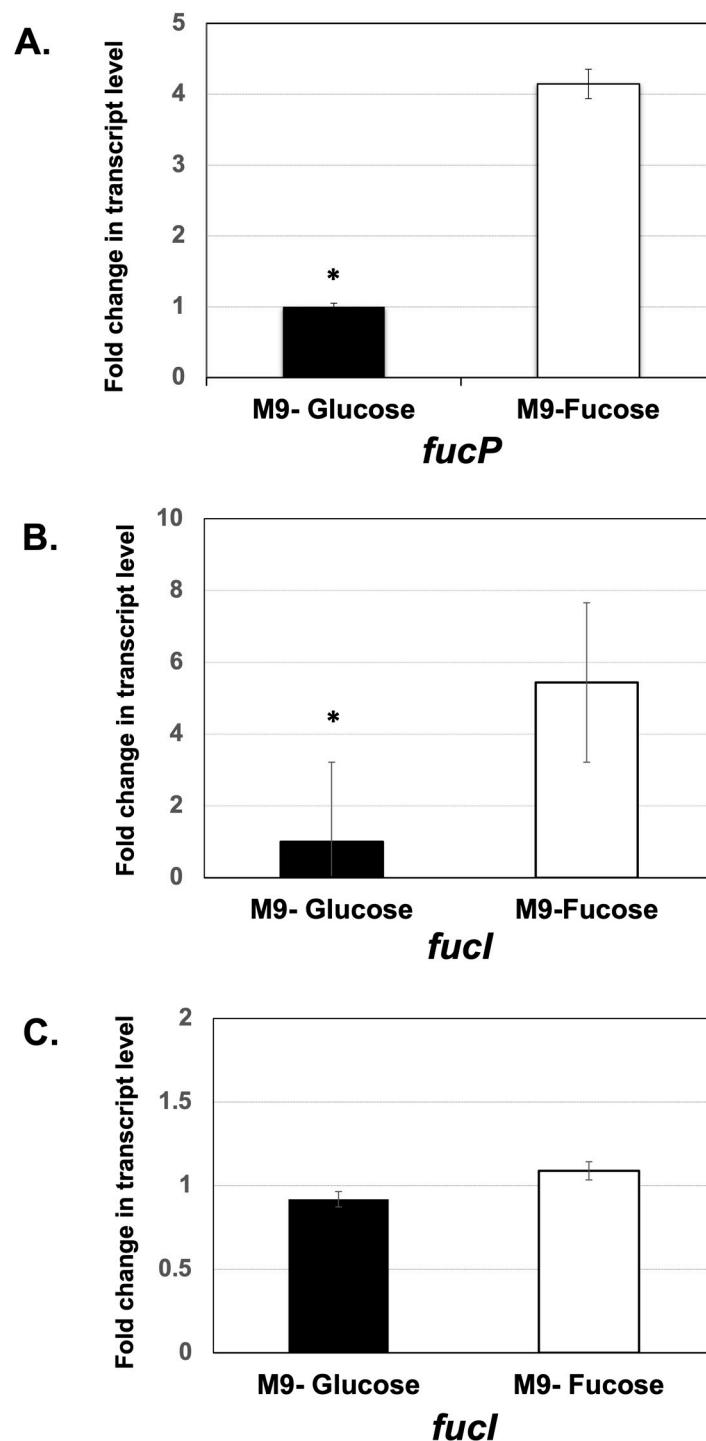 A.
Fold change in transcript level
5
4
3
2
1
0
*
M9- Glucose M9-Fucose
fucP
B.
Fold change in transcript level
10
8
6
4
2
0
*
M9- Glucose M9-Fucose
fucI
C.
Fold change in transcript level
2
1.5
1
0.5
0
M9- Glucose M9- Fucose
fucI